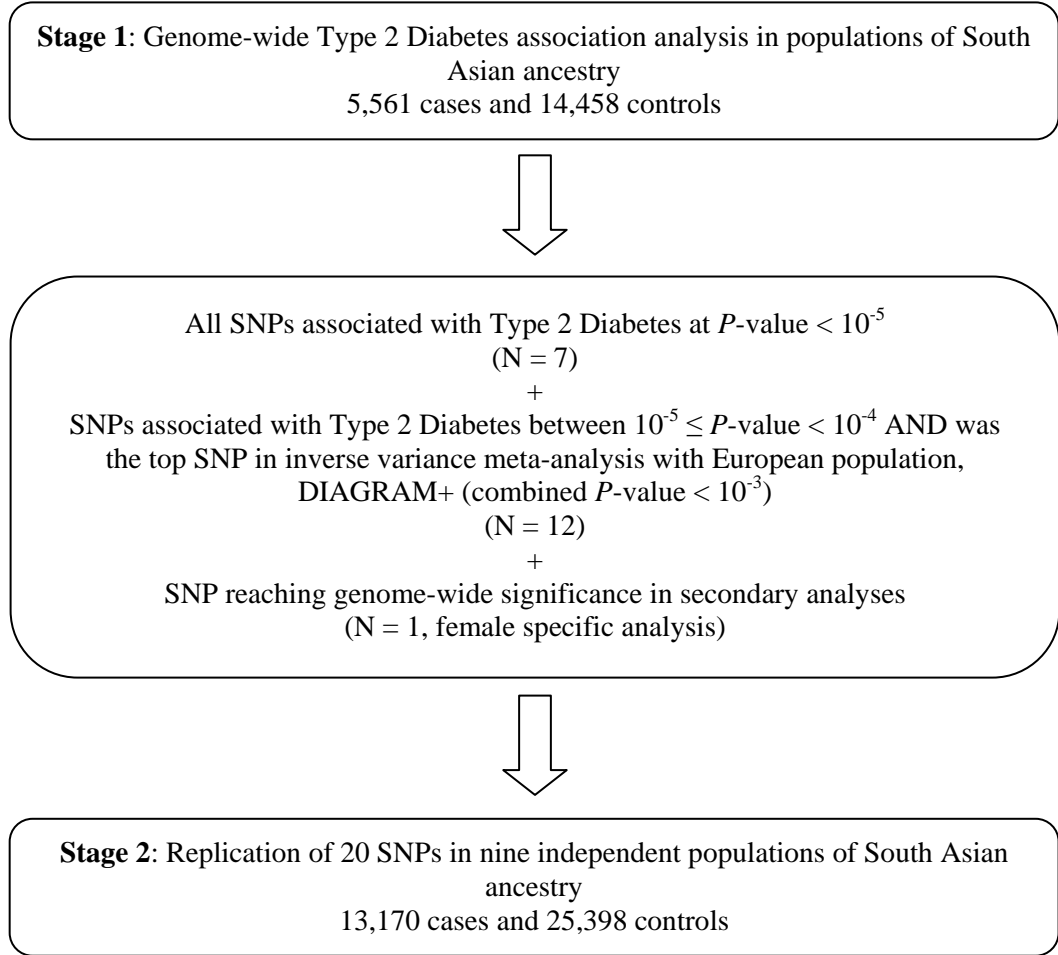 Stage 1: Genome-wide Type 2 Diabetes association analysis in populations of South
Asian ancestry
5,561 cases and 14,458 controls
All SNPs associated with Type 2 Diabetes at P-value < 10⁻⁵
(N = 7)
+
SNPs associated with Type 2 Diabetes between 10⁻⁵ ≤ P-value < 10⁻⁴ AND was
the top SNP in inverse variance meta-analysis with European population,
DIAGRAM+ (combined P-value < 10⁻³)
(N = 12)
+
SNP reaching genome-wide significance in secondary analyses
(N = 1, female specific analysis)
Stage 2: Replication of 20 SNPs in nine independent populations of South Asian
ancestry
13,170 cases and 25,398 controls